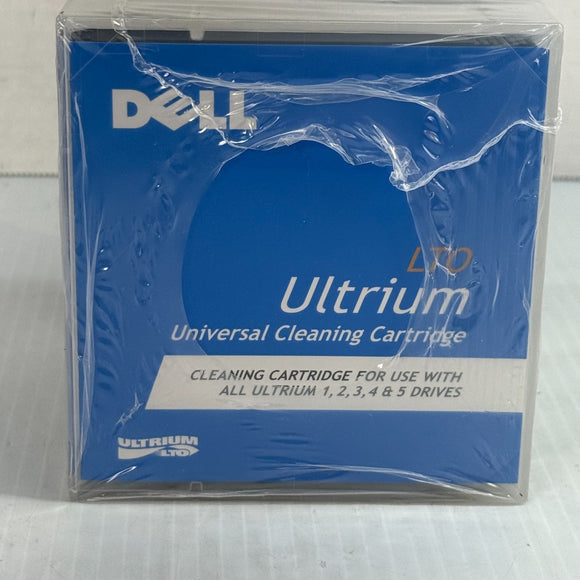 DELL
LTO
Ultrium
Universal Cleaning Cartridge
CLEANING CARTRIDGE FOR USE WITH
ALL ULTRIUM 1, 2, 3, 4 & 5 DRIVES
ULTRIUM
LTO